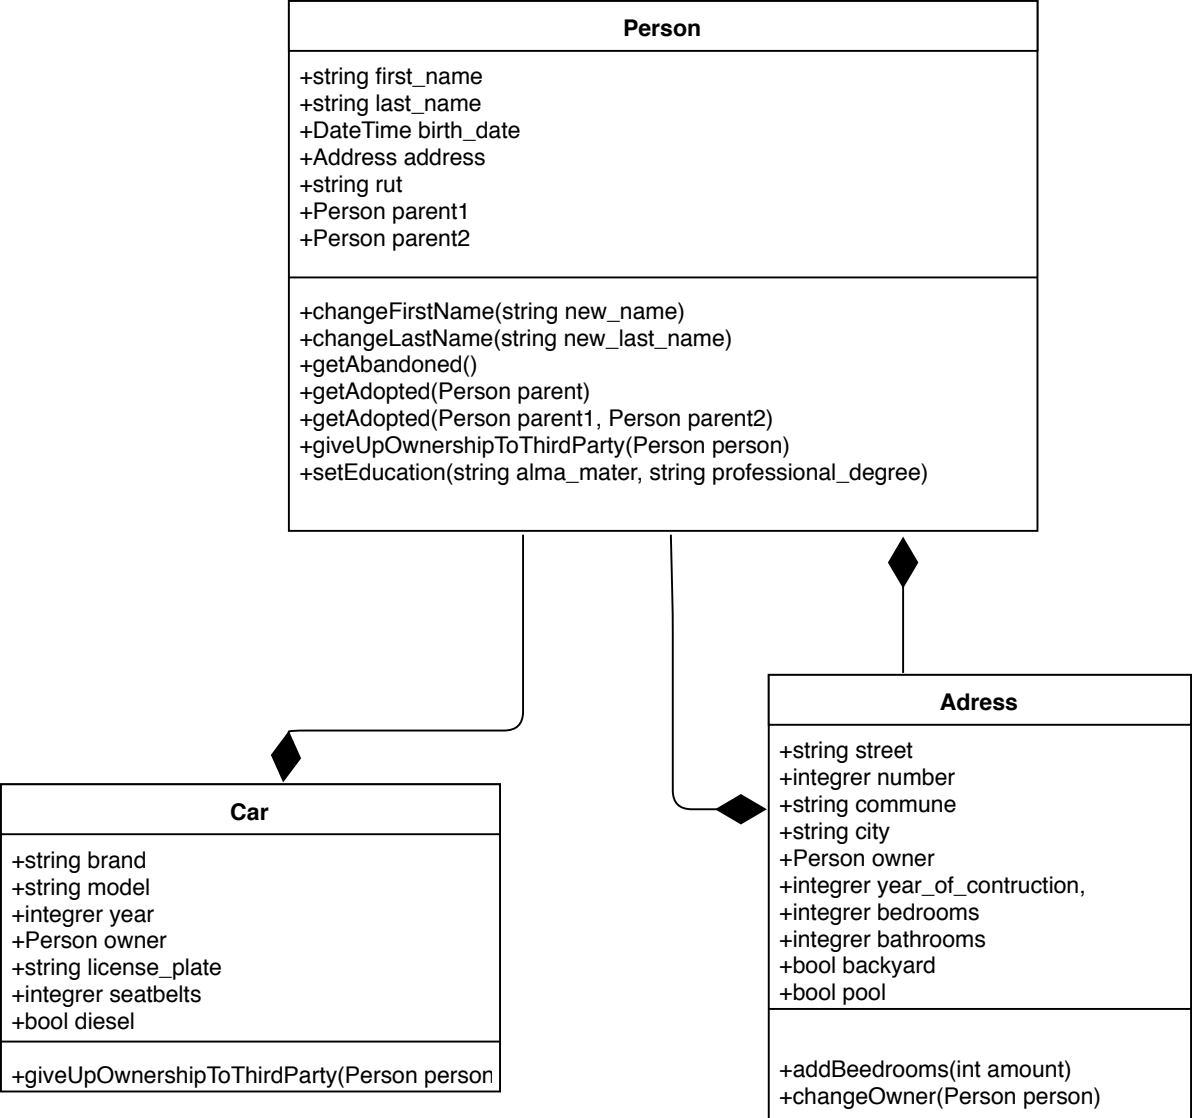 Person
+string first_name
+string last_name
+DateTime birth_date
+Address address
+string rut
+Person parent1
+Person parent2
+changeFirstName(string new_name)
+changeLastName(string new_last_name)
+getAbandoned()
+getAdopted(Person parent)
+getAdopted(Person parent1, Person parent2)
+giveUpOwnershipToThirdParty(Person person)
+setEducation(string alma_mater, string professional_degree)
Car
+string brand
+string model
+integrer year
+Person owner
+string license_plate
+integrer seatbelts
+bool diesel
+giveUpOwnershipToThirdParty(Person person
Adress
+string street
+integrer number
+string commune
+string city
+Person owner
+integrer year_of_contruction,
+integrer bedrooms
+integrer bathrooms
+bool backyard
+bool pool
+addBeedrooms(int amount)
+changeOwner(Person person)